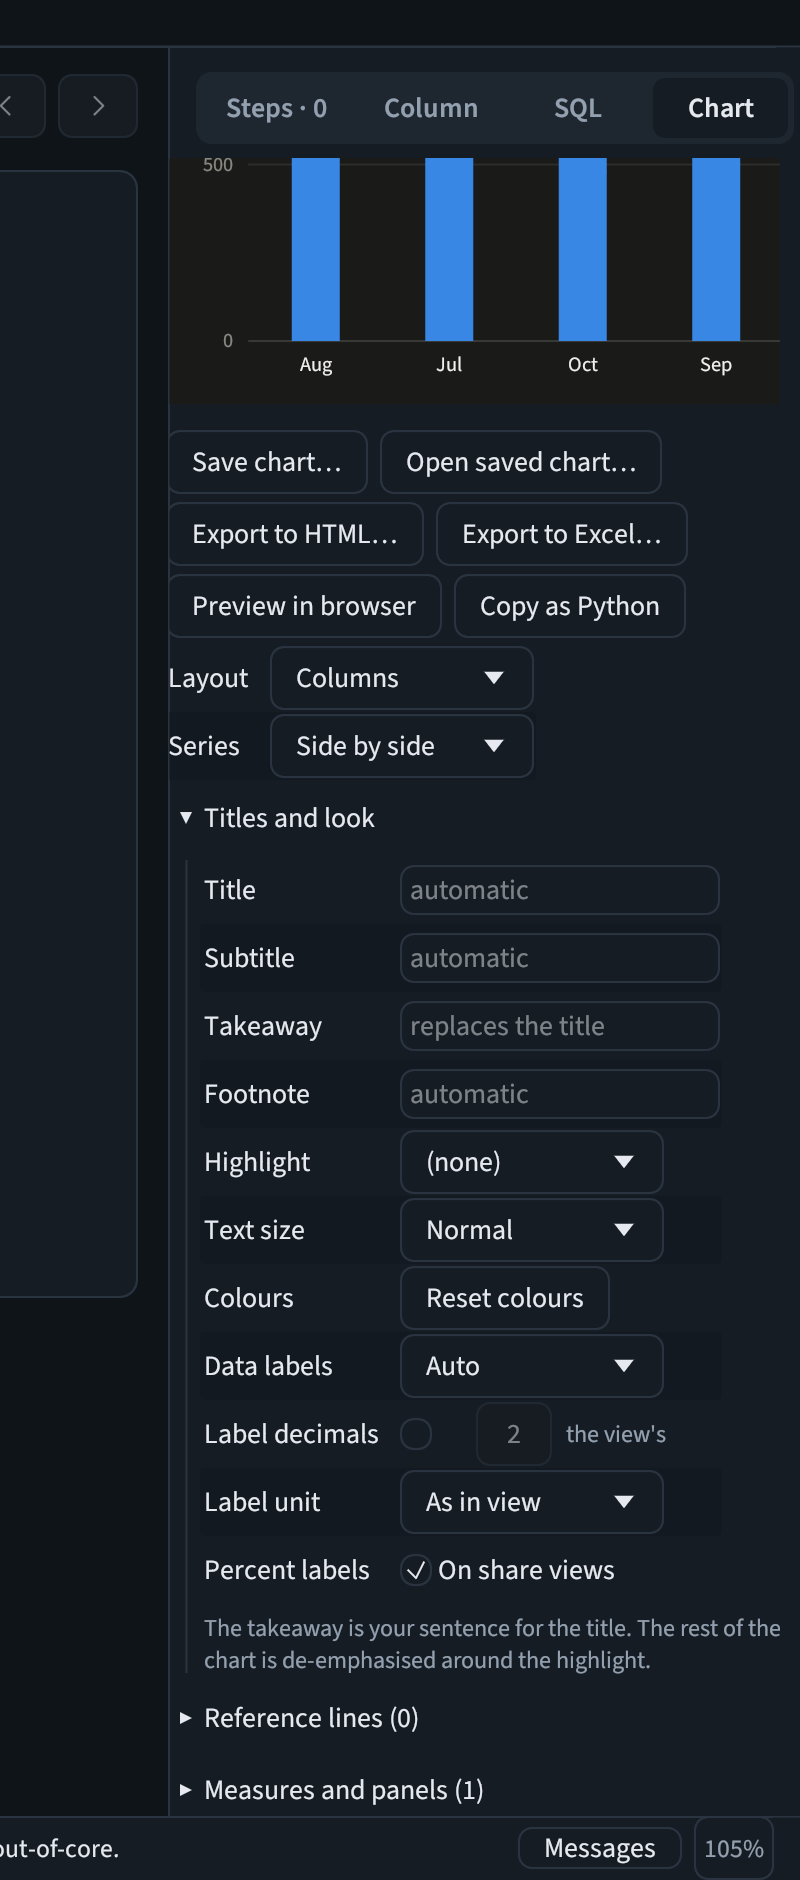 Steps · 0 Column SQL Chart
500
0
Aug Jul Oct Sep
Save chart... Open saved chart...
Export to HTML... Export to Excel...
Preview in browser Copy as Python
Layout Columns
Series Side by side
Titles and look
Title automatic
Subtitle automatic
Takeaway replaces the title
Footnote automatic
Highlight (none)
Text size Normal
Colours Reset colours
Data labels Auto
Label decimals 2 the view's
Label unit As in view
Percent labels On share views
The takeaway is your sentence for the title. The rest of the
chart is de-emphasised around the highlight.
Reference lines (0)
Measures and panels (1)
out-of-core. Messages 105%